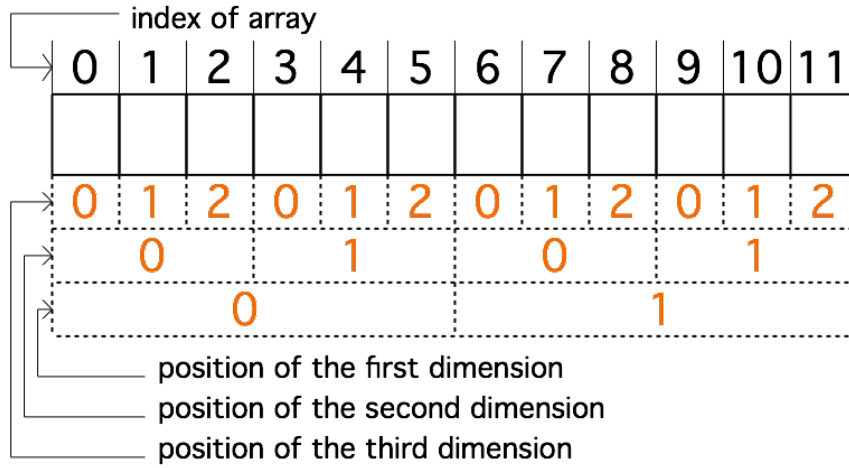 index of array
0 1 2 3 4 5 6 7 8 9 10 11
0 1 2 0 1 2 0 1 2 0 1 2
0 1 0 1
0 1
position of the first dimension
position of the second dimension
position of the third dimension